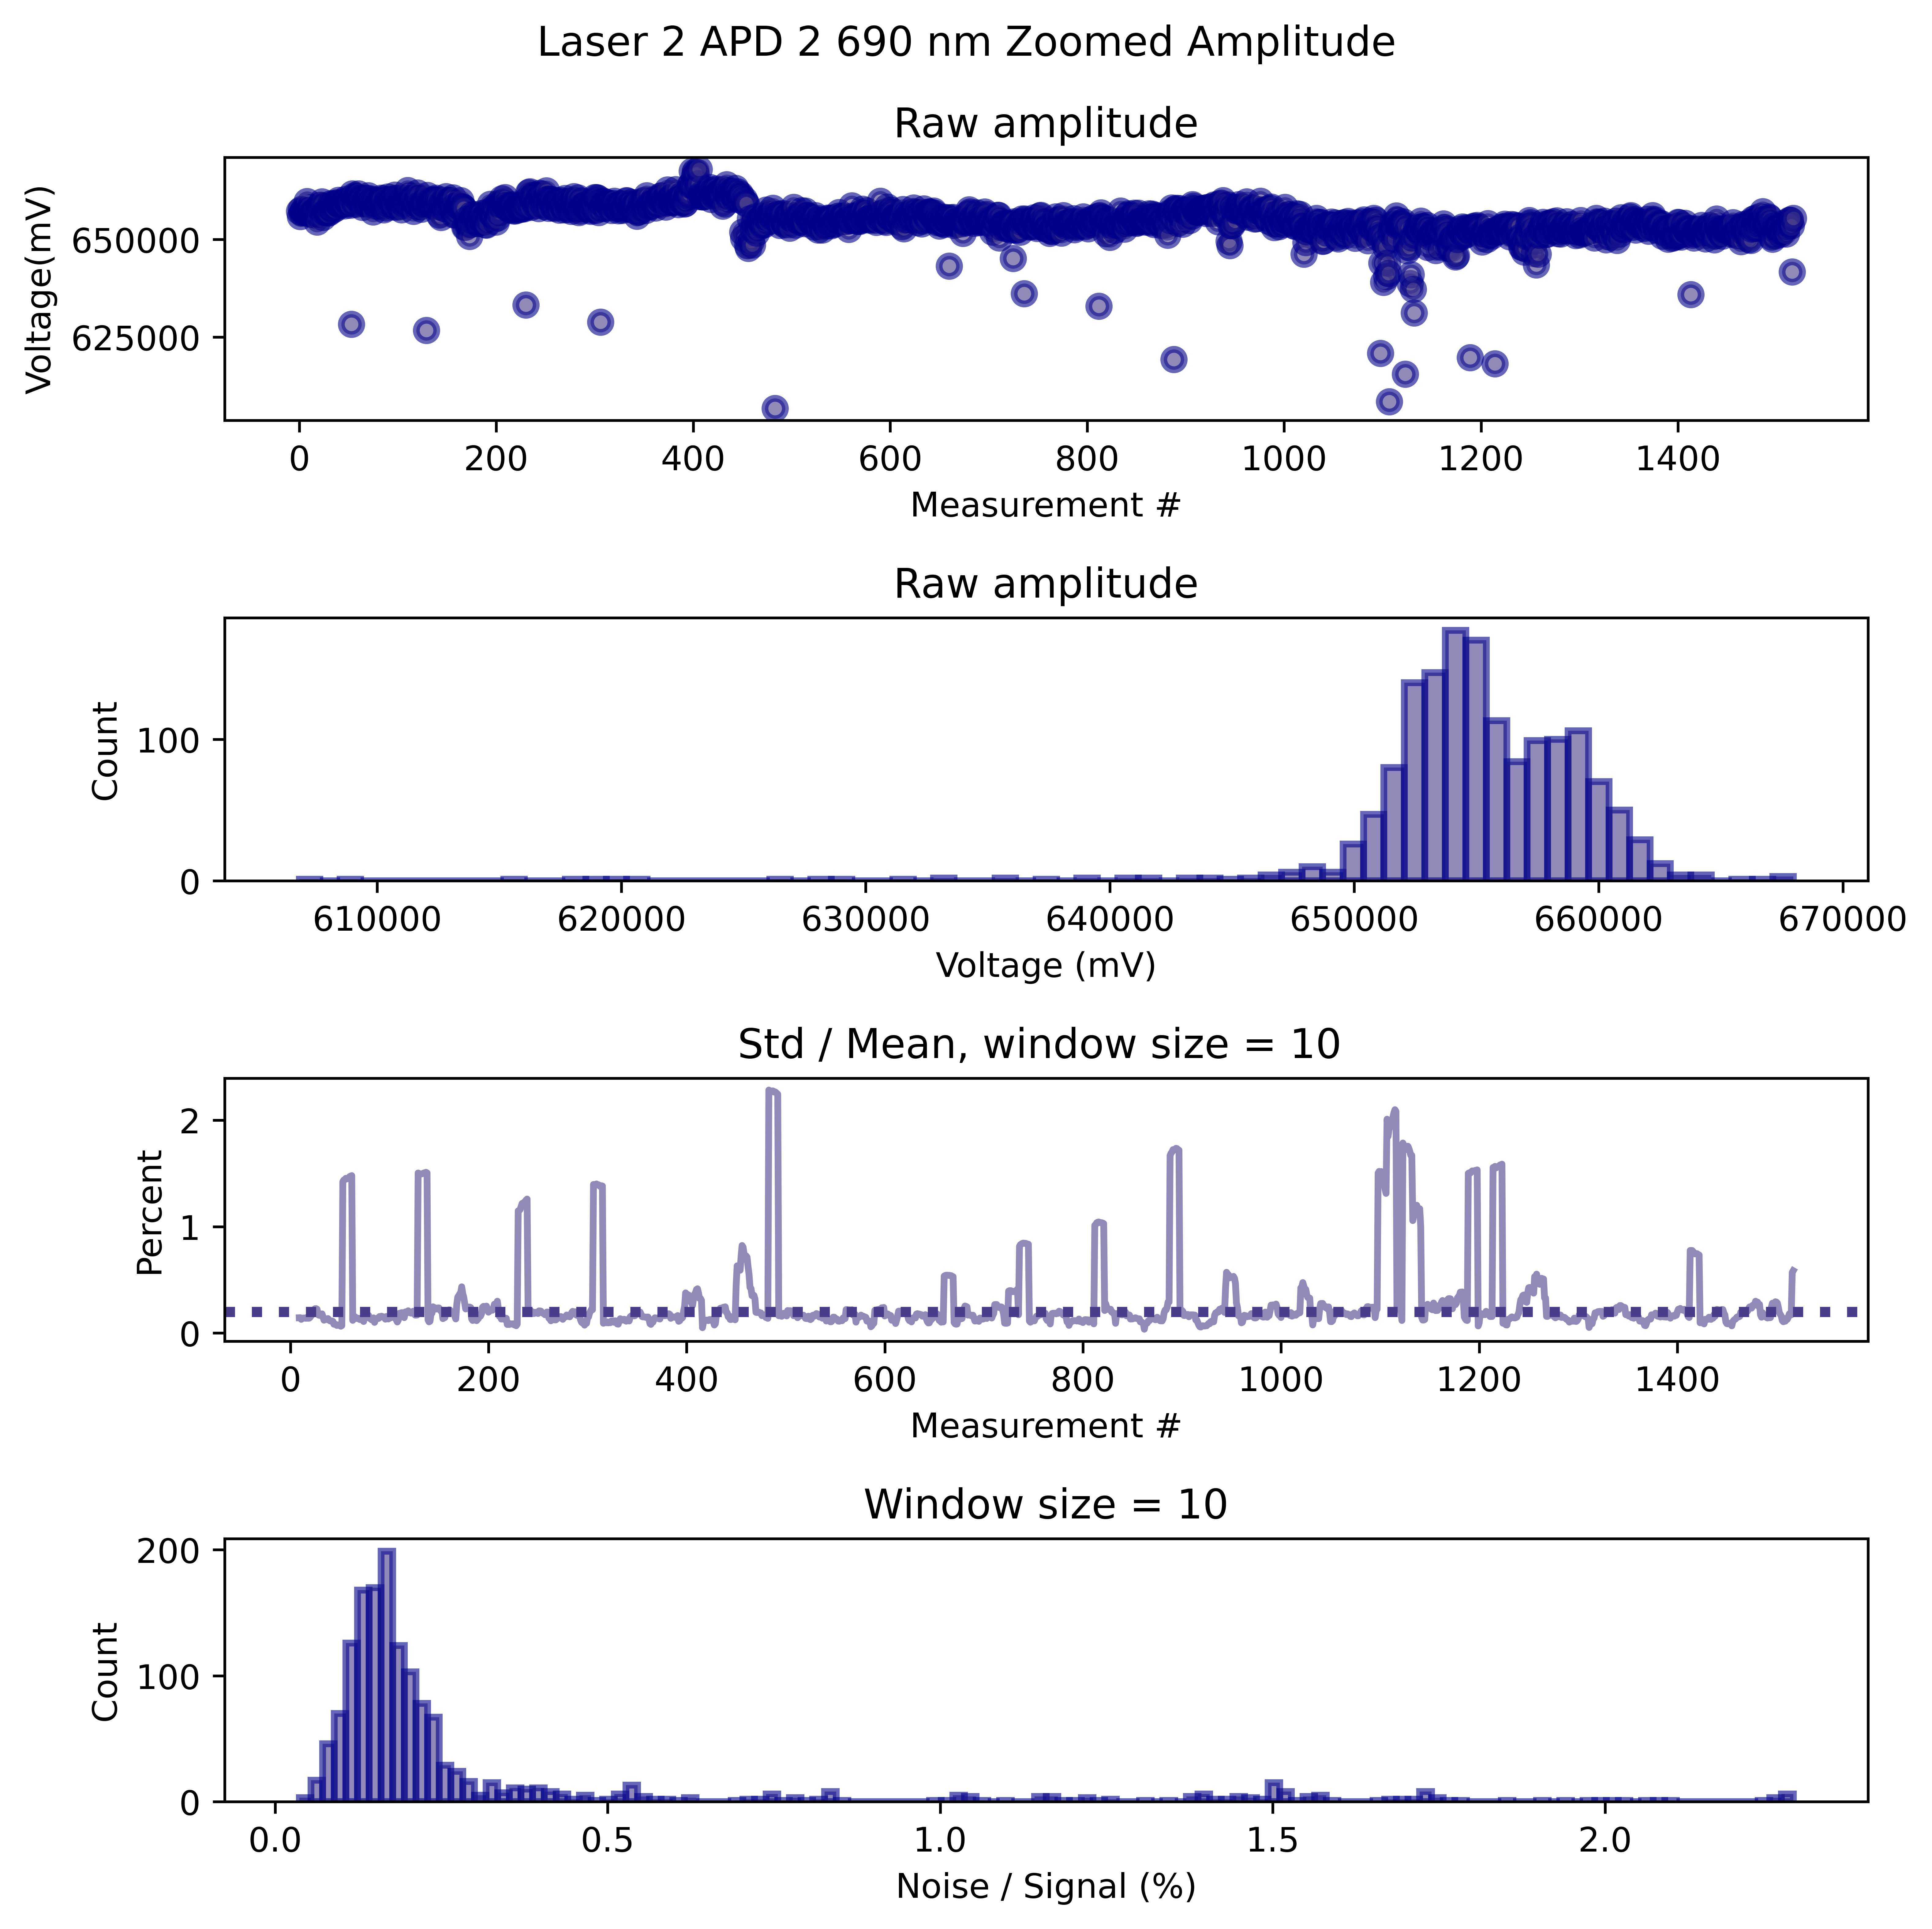 Laser 2 APD 2 690 nm Zoomed Amplitude
Raw amplitude
Voltage(mV)
650000
625000
0 200 400 600 800 1000 1200 1400
Measurement #
Raw amplitude
Count
100
0
610000 620000 630000 640000 650000 660000 670000
Voltage (mV)
Std / Mean, window size = 10
Percent
2
1
0
0 200 400 600 800 1000 1200 1400
Measurement #
Window size = 10
Count
200
100
0
0.0 0.5 1.0 1.5 2.0
Noise / Signal (%)